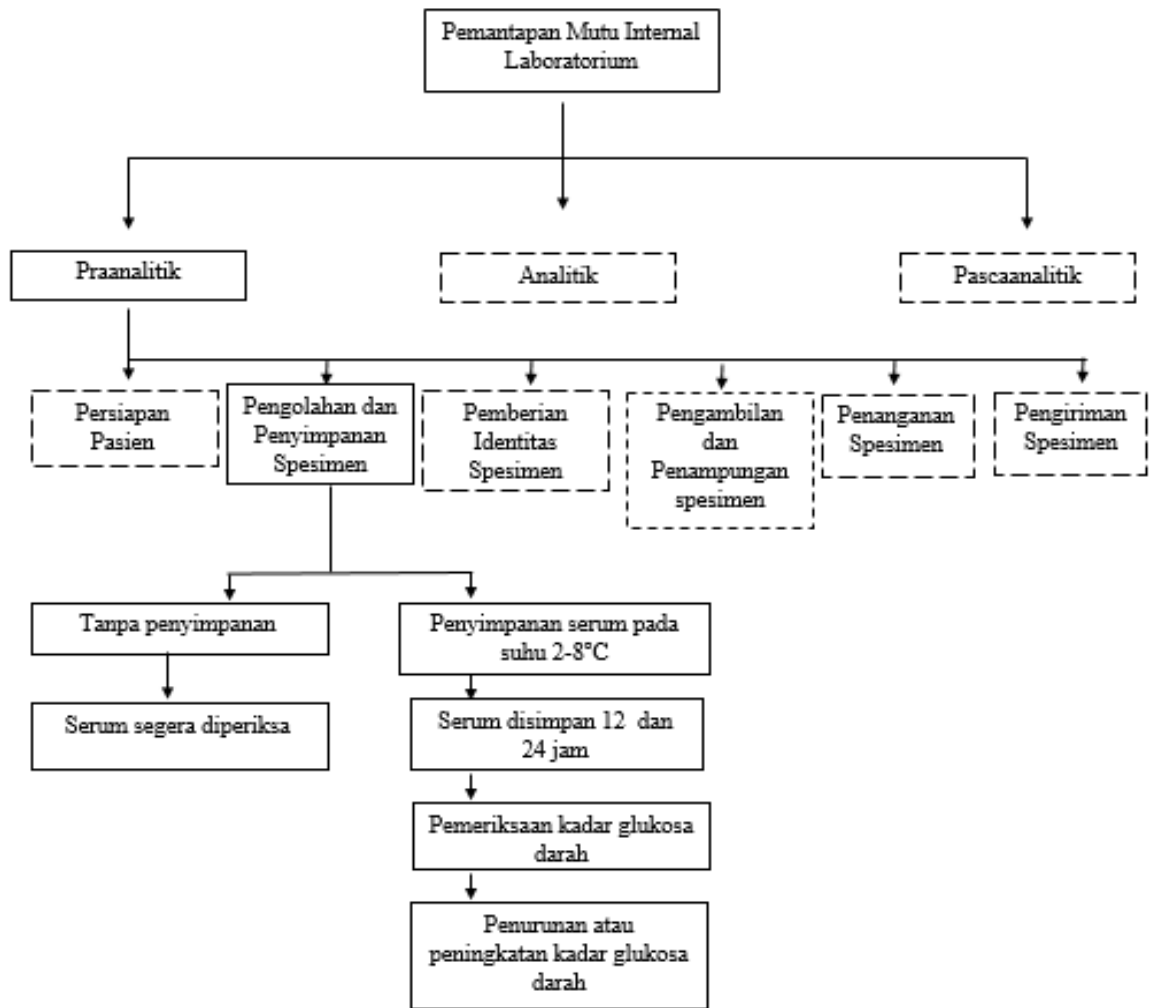 Pemantapan Mutu Internal
Laboratorium
Praanalitik
Analitik
Pascaanalitik
Persiapan
Pasien
Pengolahan dan
Penyimpanan
Spesimen
Pemberian
Identitas
Spesimen
Pengambilan
dan
Penampungan
spesimen
Penanganan
Spesimen
Pengiriman
Spesimen
Tanpa penyimpanan
Penyimpanan serum pada
suhu 2-8°C
Serum segera diperiksa
Serum disimpan 12 dan
24 jam
Pemeriksaan kadar glukosa
darah
Penurunan atau
peningkatan kadar glukosa
darah